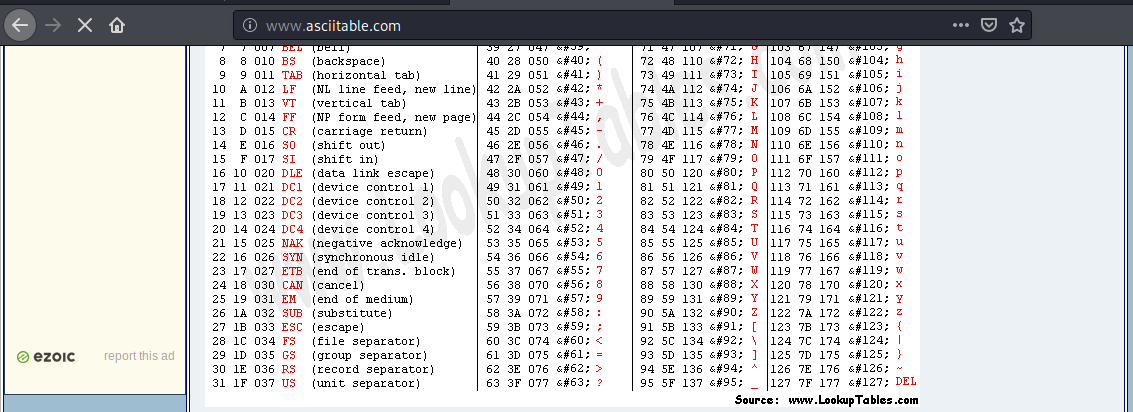 www.asciitable.com
7 7 007 BEL (bell) 39 27 047 &#39; ' 71 47 107 &#71; G 103 67 147 &#103; g
8 8 010 BS (backspace) 40 28 050 &#40; ( 72 48 110 &#72; H 104 68 150 &#104; h
9 9 011 TAB (horizontal tab) 41 29 051 &#41; ) 73 49 111 &#73; I 105 69 151 &#105; i
10 A 012 LF (NL line feed, new line) 42 2A 052 &#42; * 74 4A 112 &#74; J 106 6A 152 &#106; j
11 B 013 VT (vertical tab) 43 2B 053 &#43; + 75 4B 113 &#75; K 107 6B 153 &#107; k
12 C 014 FF (NP form feed, new page) 44 2C 054 &#44; , 76 4C 114 &#76; L 108 6C 154 &#108; l
13 D 015 CR (carriage return) 45 2D 055 &#45; - 77 4D 115 &#77; M 109 6D 155 &#109; m
14 E 016 SO (shift out) 46 2E 056 &#46; . 78 4E 116 &#78; N 110 6E 156 &#110; n
15 F 017 SI (shift in) 47 2F 057 &#47; / 79 4F 117 &#79; O 111 6F 157 &#111; o
16 10 020 DLE (data link escape) 48 30 060 &#48; 0 80 50 120 &#80; P 112 70 160 &#112; p
17 11 021 DC1 (device control 1) 49 31 061 &#49; 1 81 51 121 &#81; Q 113 71 161 &#113; q
18 12 022 DC2 (device control 2) 50 32 062 &#50; 2 82 52 122 &#82; R 114 72 162 &#114; r
19 13 023 DC3 (device control 3) 51 33 063 &#51; 3 83 53 123 &#83; S 115 73 163 &#115; s
20 14 024 DC4 (device control 4) 52 34 064 &#52; 4 84 54 124 &#84; T 116 74 164 &#116; t
21 15 025 NAK (negative acknowledge) 53 35 065 &#53; 5 85 55 125 &#85; U 117 75 165 &#117; u
22 16 026 SYN (synchronous idle) 54 36 066 &#54; 6 86 56 126 &#86; V 118 76 166 &#118; v
23 17 027 ETB (end of trans. block) 55 37 067 &#55; 7 87 57 127 &#87; W 119 77 167 &#119; w
24 18 030 CAN (cancel) 56 38 070 &#56; 8 88 58 130 &#88; X 120 78 170 &#120; x
25 19 031 EM (end of medium) 57 39 071 &#57; 9 89 59 131 &#89; Y 121 79 171 &#121; y
26 1A 032 SUB (substitute) 58 3A 072 &#58; : 90 5A 132 &#90; Z 122 7A 172 &#122; z
27 1B 033 ESC (escape) 59 3B 073 &#59; ; 91 5B 133 &#91; [ 123 7B 173 &#123; {
28 1C 034 FS (file separator) 60 3C 074 &#60; < 92 5C 134 &#92; \ 124 7C 174 &#124; |
29 1D 035 GS (group separator) 61 3D 075 &#61; = 93 5D 135 &#93; ] 125 7D 175 &#125; }
30 1E 036 RS (record separator) 62 3E 076 &#62; > 94 5E 136 &#94; ^ 126 7E 176 &#126; ~
31 1F 037 US (unit separator) 63 3F 077 &#63; ? 95 5F 137 &#95; _ 127 7F 177 &#127; DEL
Source: www.LookupTables.com
ezoic report this ad
www.LookupTables.com